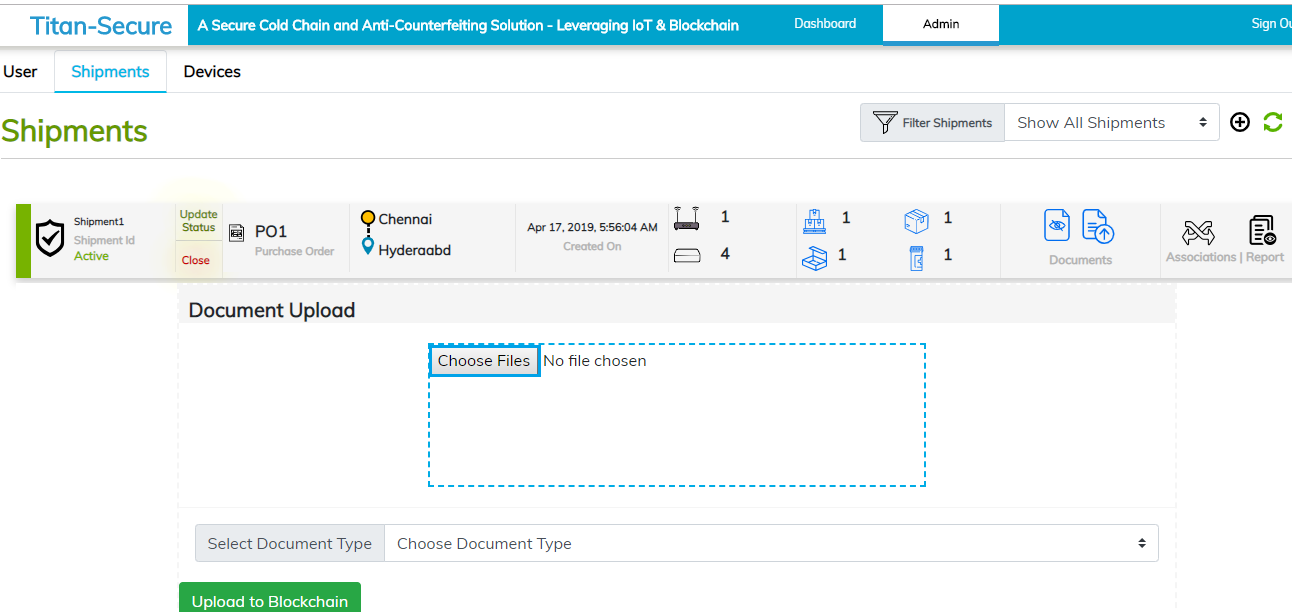 Titan-Secure
A Secure Cold Chain and Anti-Counterfeiting Solution - Leveraging IoT & Blockchain
Dashboard
Admin
Sign Ou
User
Shipments
Devices
Shipments
Filter Shipments
Show All Shipments
Shipment1
Shipment Id
Active
Update
Status
Close
PO1
Purchase Order
Chennai
Hyderaabd
Apr 17, 2019, 5:56:04 AM
Created On
1
4
1
1
1
1
Documents
Associations | Report
Document Upload
Choose Files No file chosen
Select Document Type
Choose Document Type
Upload to Blockchain